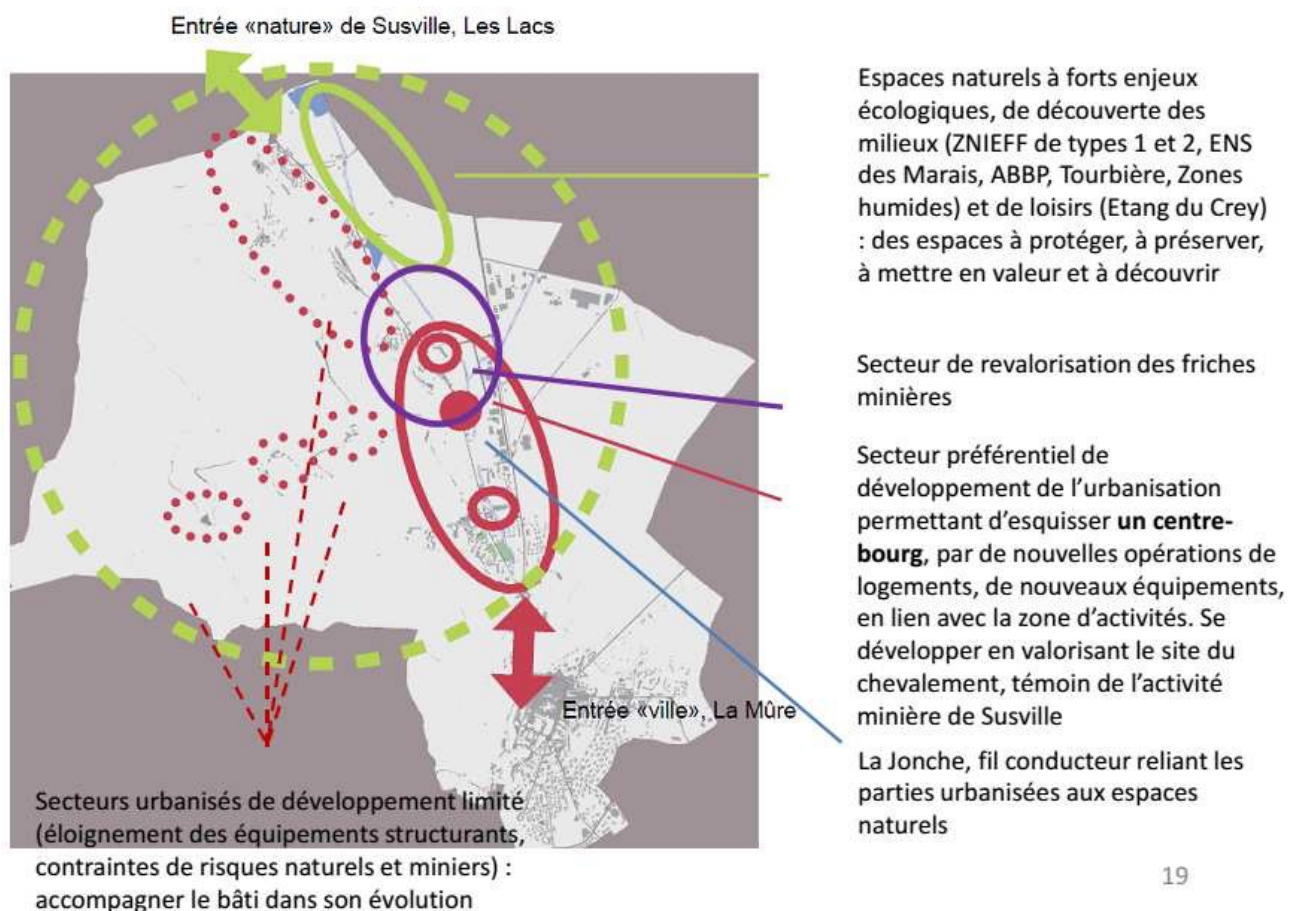 Entrée «nature» de Susville, Les Lacs
Espaces naturels à forts enjeux
écologiques, de découverte des
milieux (ZNIEFF de types 1 et 2, ENS
des Marais, ABBP, Tourbière, Zones
humides) et de loisirs (Etang du Crey)
: des espaces à protéger, à préserver,
à mettre en valeur et à découvrir
Secteur de revalorisation des friches
minières
Secteur préférentiel de
développement de l’urbanisation
permettant d’esquisser un centre-
bourg, par de nouvelles opérations de
logements, de nouveaux équipements,
en lien avec la zone d’activités. Se
développer en valorisant le site du
chevalement, témoin de l’activité
minière de Susville
Entrée «ville», La Mûre
La Jonche, fil conducteur reliant les
parties urbanisées aux espaces
naturels
Secteurs urbanisés de développement limité
(éloignement des équipements structurants,
contraintes de risques naturels et miniers) :
accompagner le bâti dans son évolution
19